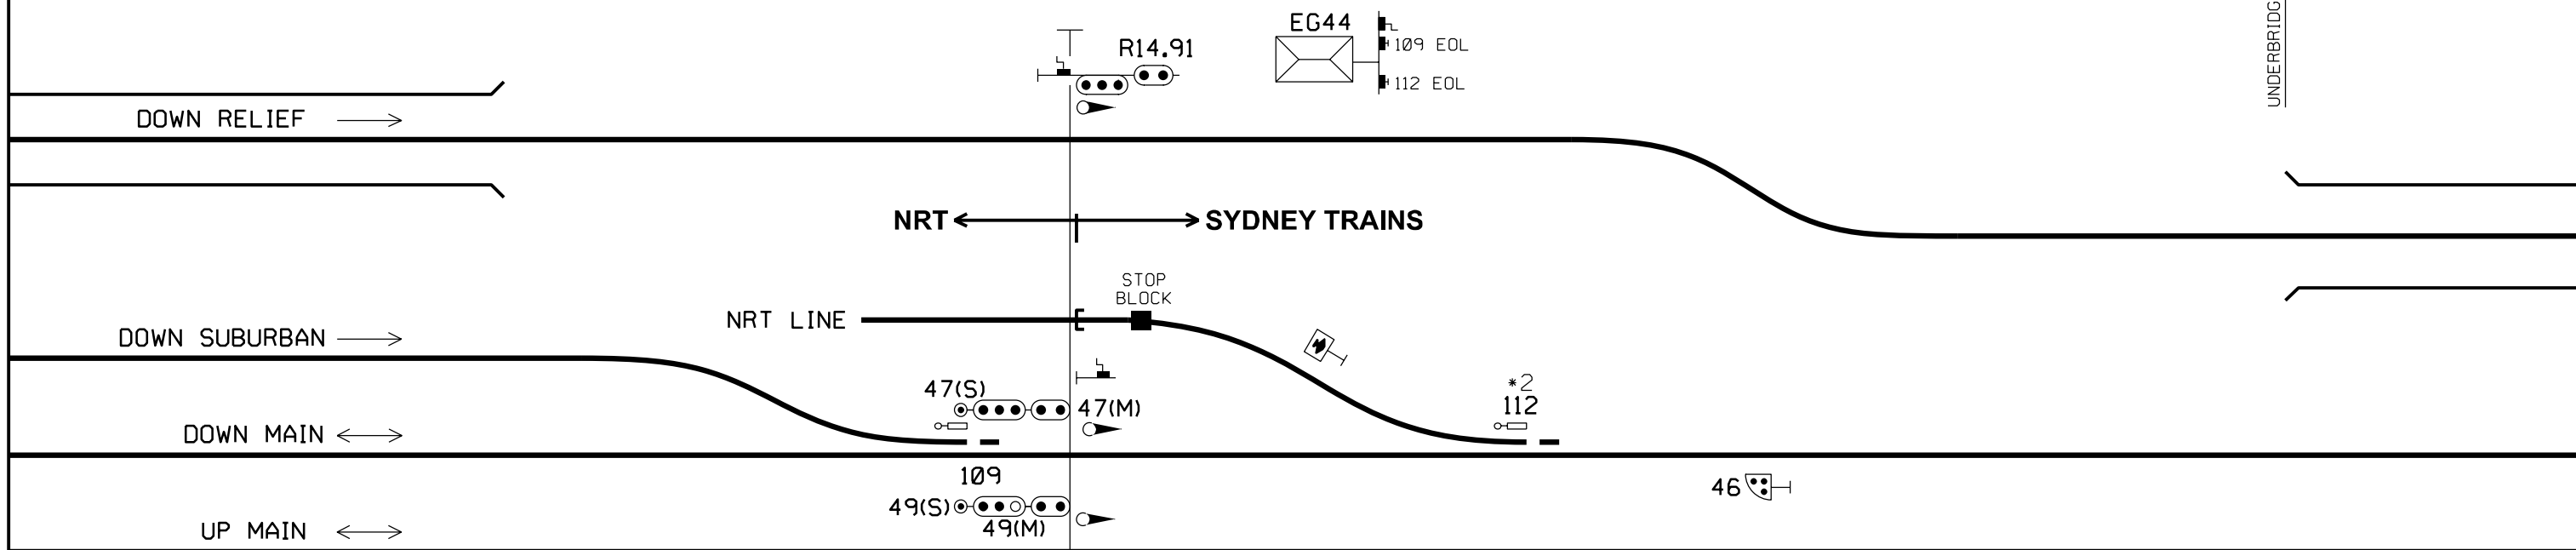 EG44
R14.91
109 EOL
112 EOL
UNDERBRIDG
DOWN RELIEF
NRT
SYDNEY TRAINS
STOP
BLOCK
NRT LINE
DOWN SUBURBAN
*2
47(S)
47(M)
112
DOWN MAIN
109
46
49(S)
49(M)
UP MAIN